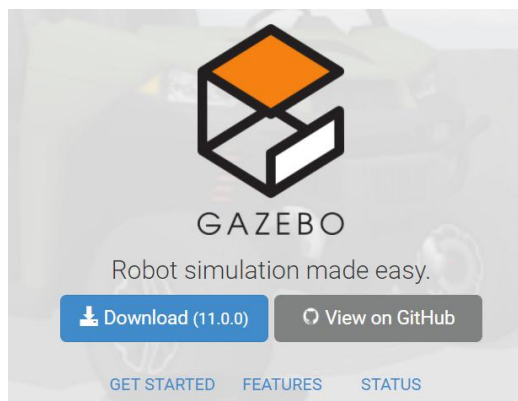 GAZEBO
Robot simulation made easy.
Download (11.0.0) View on GitHub
GET STARTED FEATURES STATUS